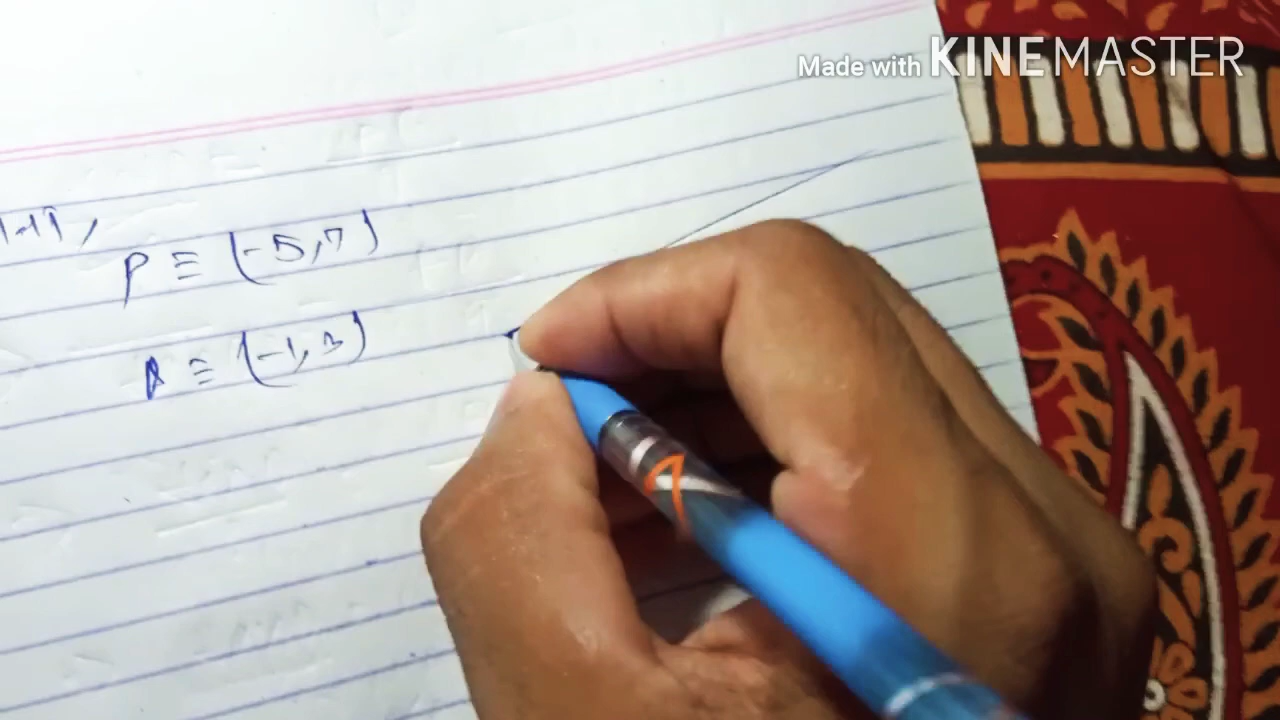 Made with KINEMASTER
P ≡ (-5, 7)
≡ (-1, 3)